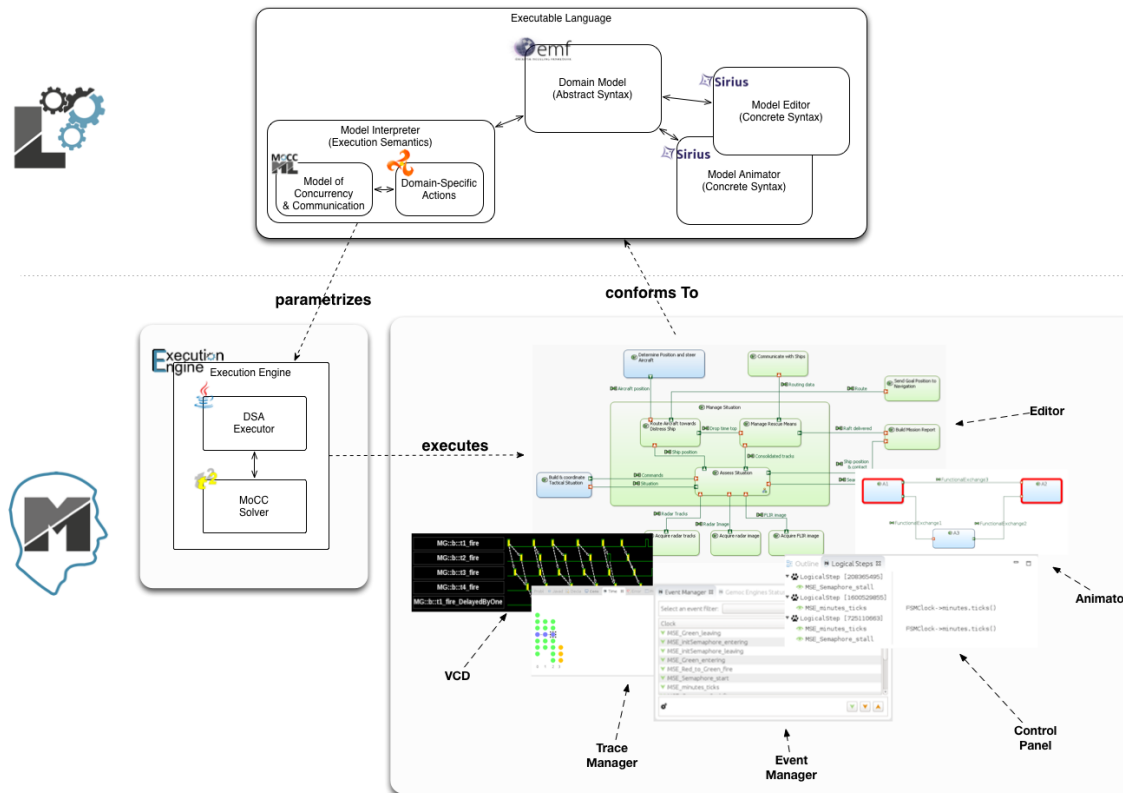 Executable Language
emf
Domain Model
(Abstract Syntax)
Sirius
Model Editor
(Concrete Syntax)
Sirius
Model Animator
(Concrete Syntax)
Model Interpreter
(Execution Semantics)
MoCC
ML
Model of
Concurrency
& Communication
Domain-Specific
Actions
L
parametrizes
conforms To
Execution
Engine
Execution Engine
DSA
Executor
MoCC
Solver
executes
M
Determine Position and steer
Aircraft
Communicate with Ships
Send Goal Position to
Navigation
Aircraft position
Routing data
Route
Manage Situation
Route Aircraft towards
Distress Ship
Drop time top
Manage Rescue Means
Raft delivered
Build Mission Report
Editor
Ship position
Consolidated tracks
Ship position
& contact
Build & coordinate
Tactical Situation
Commands
Situation
Assess Situation
Radar Tracks
Radar Image
FLIR image
Acquire radar tracks
Acquire radar image
Acquire FLIR image
A1
FunctionalExchange3
A2
FunctionalExchange1
FunctionalExchange2
A3
Animator
MG::b::t1_fire
MG::b::t2_fire
MG::b::t3_fire
MG::b::t4_fire
MG::b::t1_fire_DelayedByOne
VCD
Event Manager
Gemoc Engines Status
Select an event filter:
Clock
MSE_Green_leaving
MSE_InitSemaphore_entering
MSE_InitSemaphore_leaving
MSE_Green_entering
MSE_Red_to_Green_fire
MSE_Semaphore_start
MSE_minutes_ticks
Outline
Logical Steps
LogicalStep [208365495]
MSE_Semaphore_stall
LogicalStep [1600529855]
MSE_minutes_ticks
FSMClock->minutes.ticks()
LogicalStep [725110663]
MSE_minutes_ticks
FSMClock->minutes.ticks()
MSE_Semaphore_stall
Trace
Manager
Event
Manager
Control
Panel